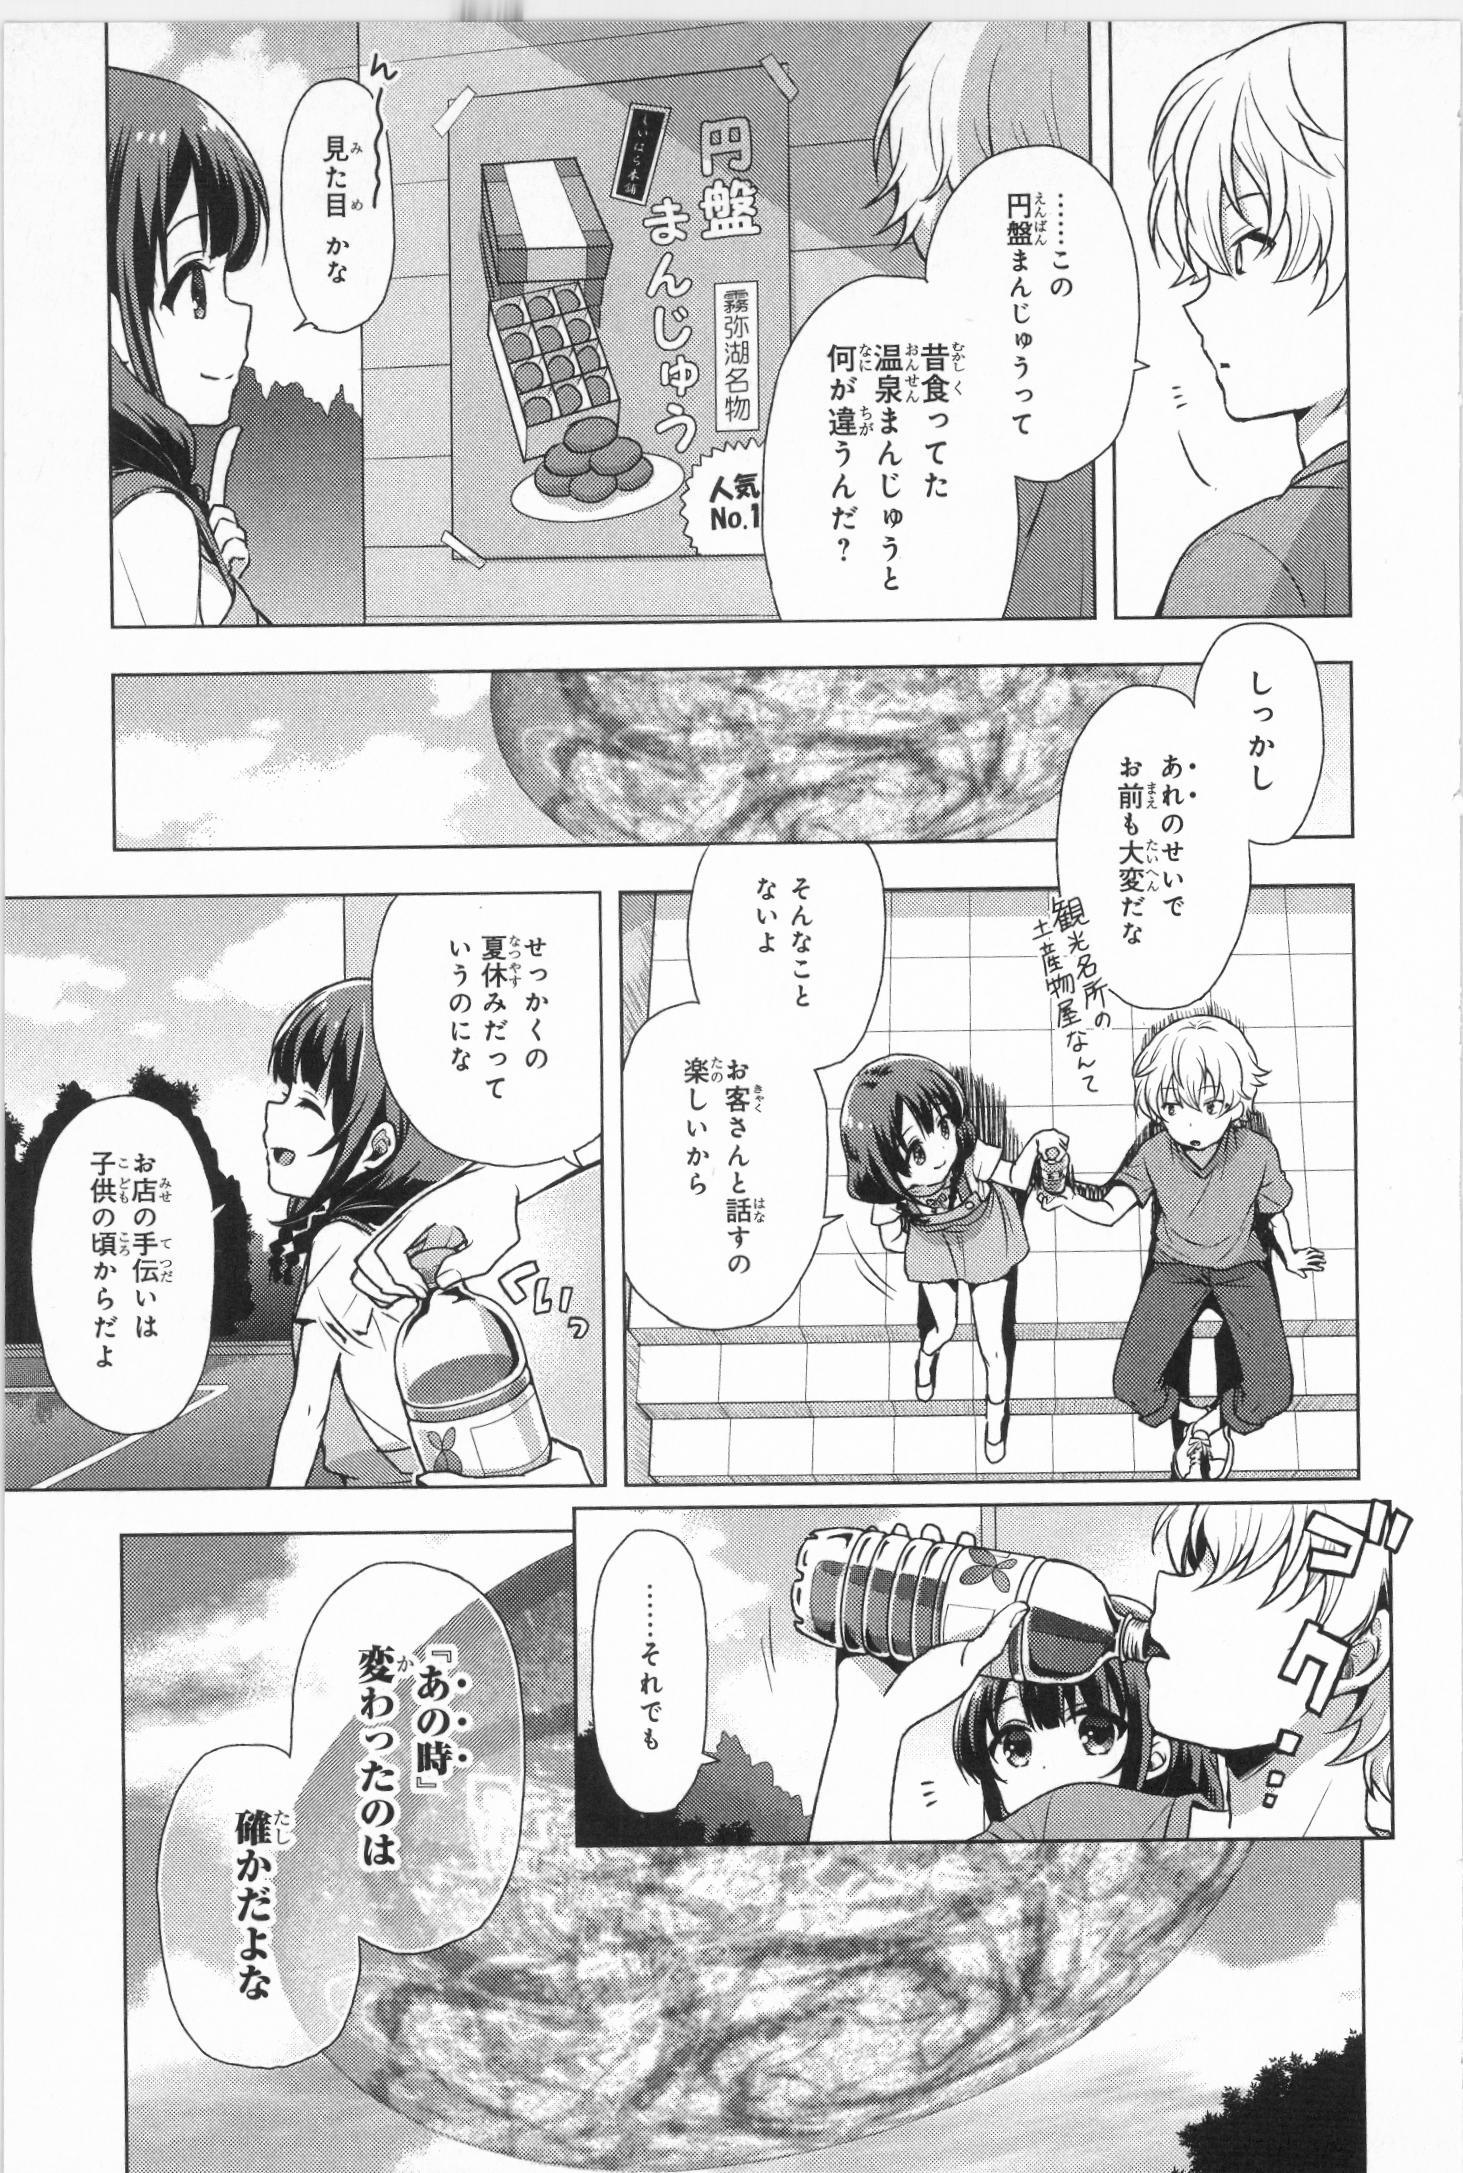 ……この
円盤まんじゅうって
昔食ってた
温泉まんじゅうと
何が違うんだ？
円盤
まんじゅう
しいはら本舗
霧弥湖名物
人気
No.1
んー
見た目かな
しっかし
あれのせいで
お前も大変だな
観光名所の
土産物屋なんて
そんなこと
ないよ
お客さんと話すの
楽しいから
せっかくの
夏休みだって
いうのにな
ぐいっ
お店の手伝いは
子供の頃からだよ
ゴクッ…
……それでも
『あの時』
変わったのは
確かだよな